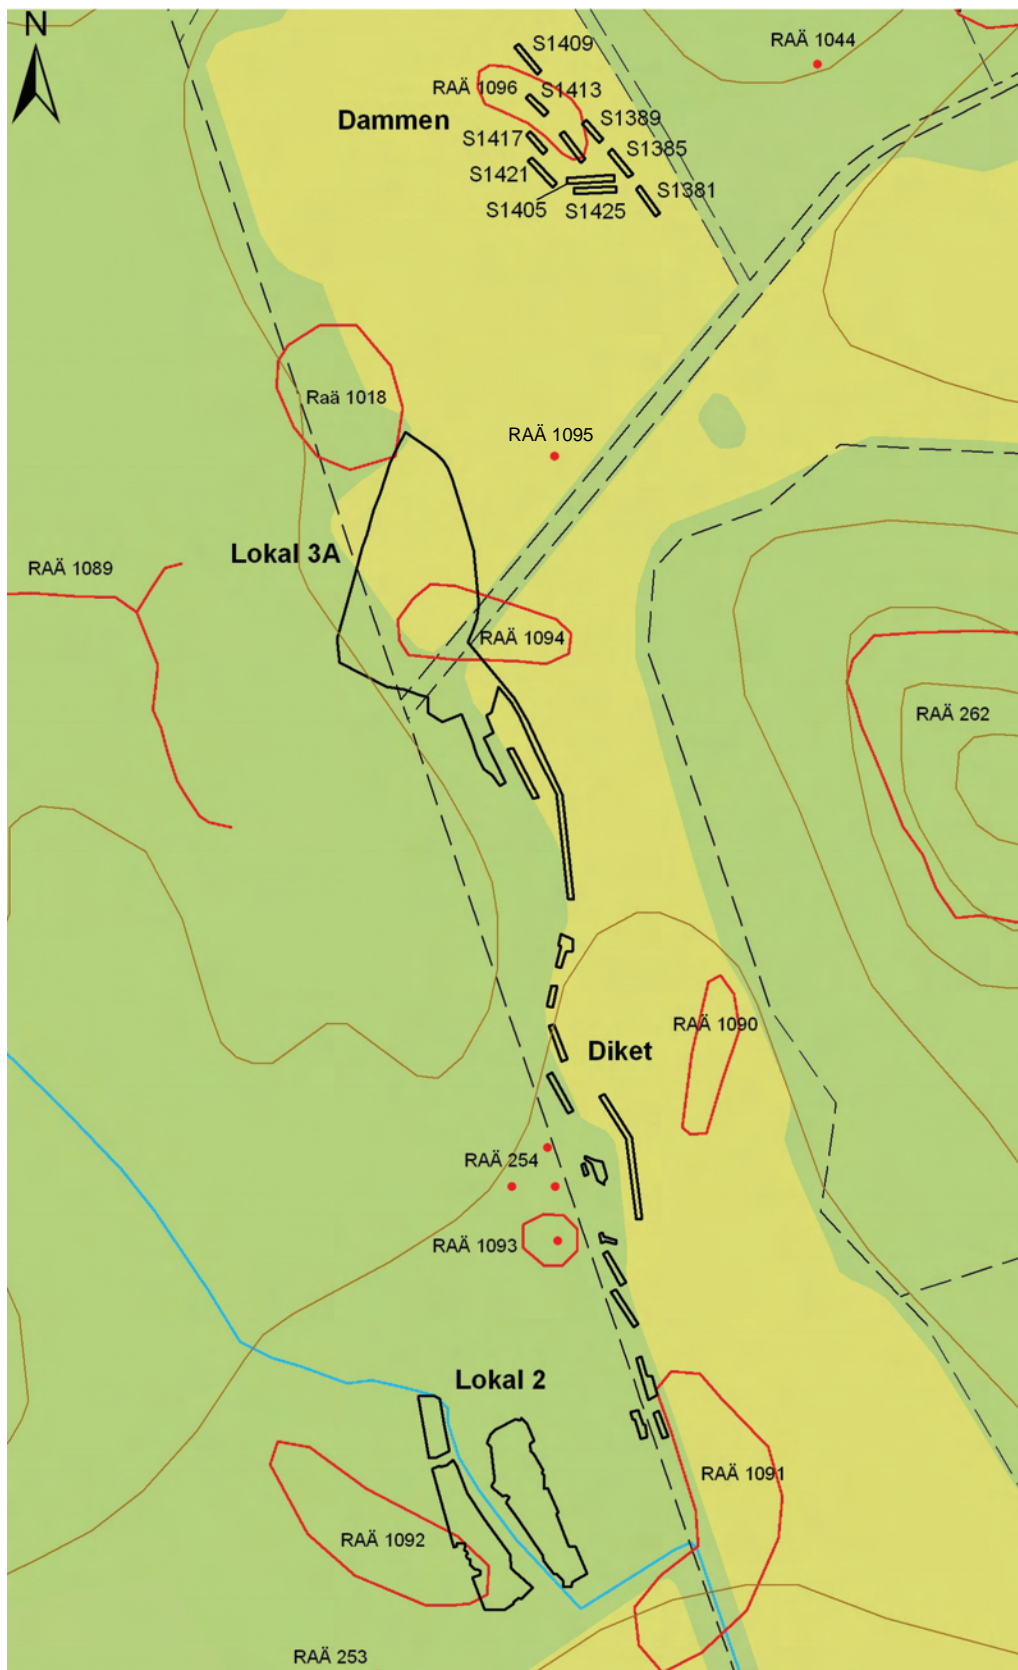 N
RAÄ 1044
S1409
RAÄ 1096
S1413
Dammen
S1389
S1417
S1385
S1421
S1381
S1405
S1425
Raä 1018
RAÄ 1095
Lokal 3A
RAÄ 1089
RAÄ 1094
RAÄ 262
RAÄ 1090
Diket
RAÄ 254
RAÄ 1093
Lokal 2
RAÄ 1091
RAÄ 1092
RAÄ 253